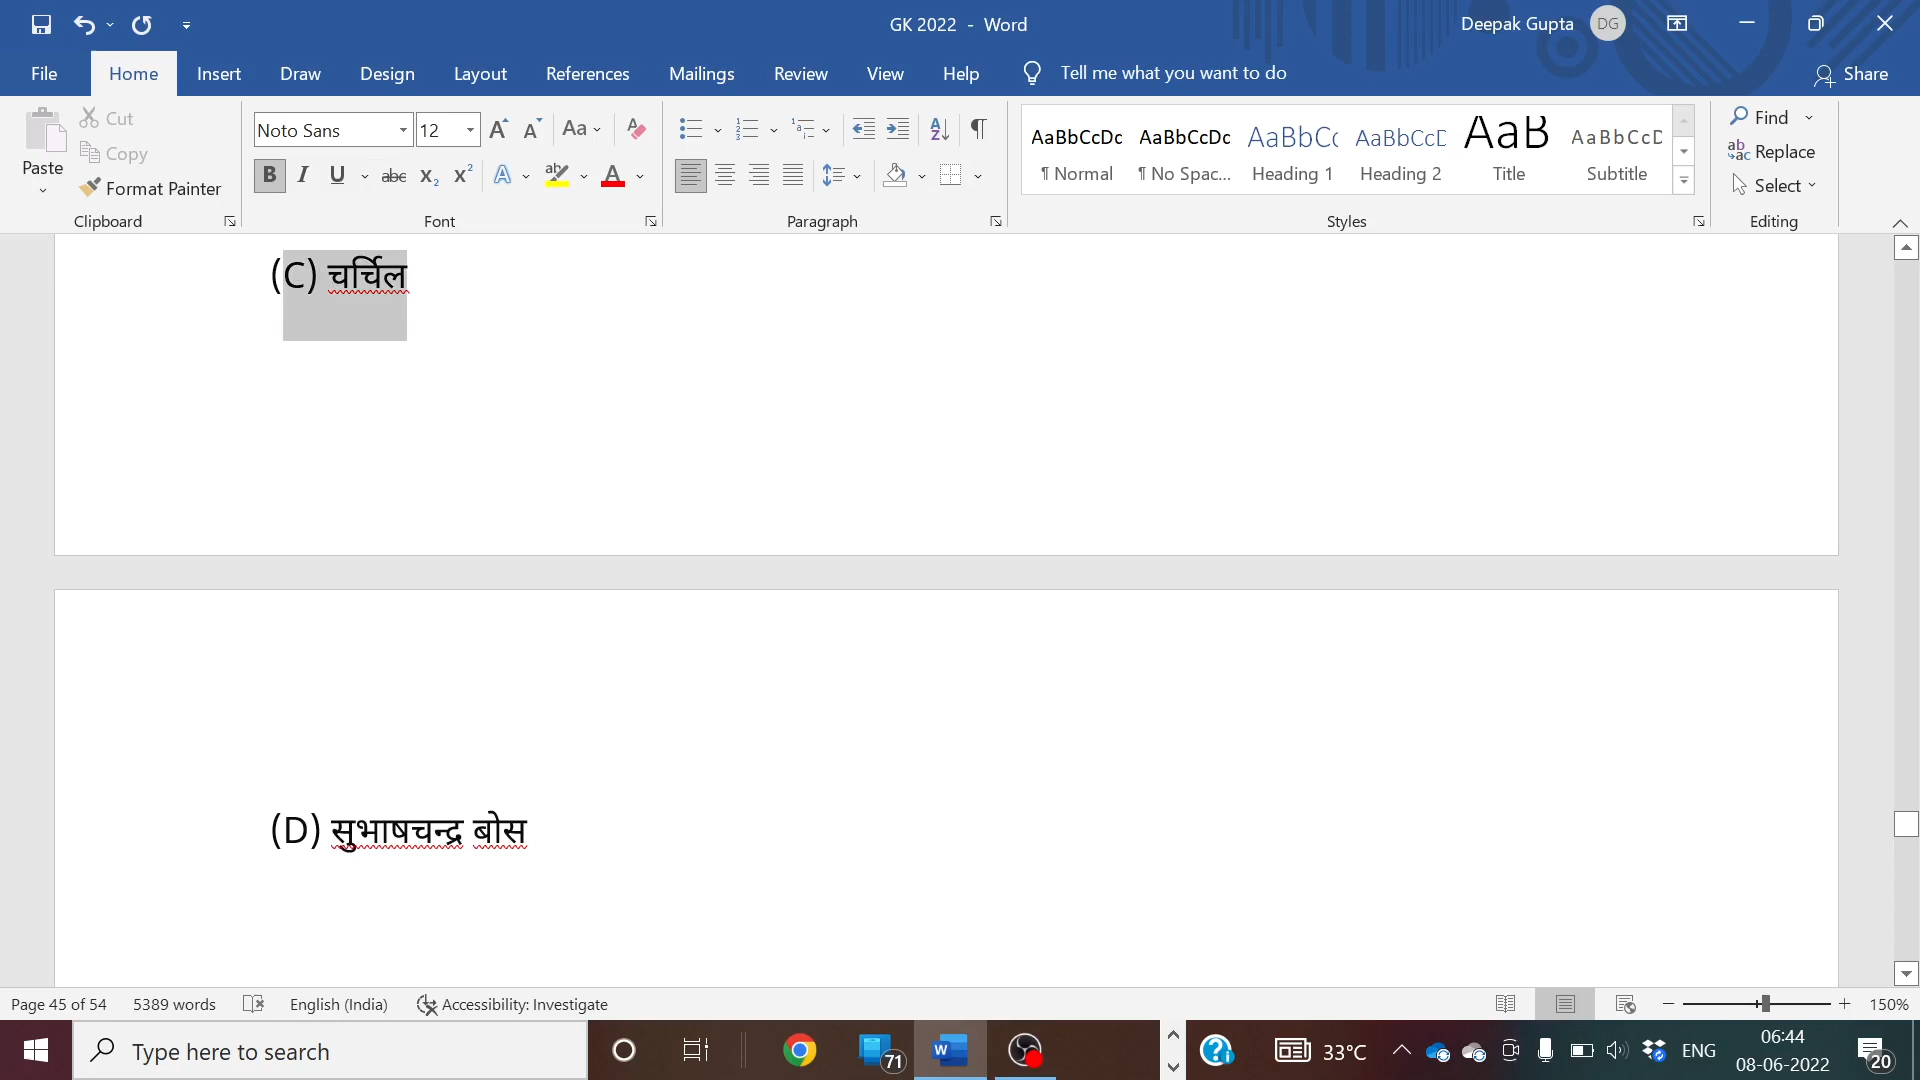 GK 2022 - Word
Deepak Gupta DG
File Home Insert Draw Design Layout References Mailings Review View Help Tell me what you want to do Share
Paste
Cut
Copy
Format Painter
Clipboard
Noto Sans 12
Font
Paragraph
AaBbCcDc AaBbCcDc AaBbC AaBbCcD AaB AaBbCcD
¶ Normal ¶ No Spac... Heading 1 Heading 2 Title Subtitle
Styles
Find
Replace
Select
Editing
(C) चर्चिल
(D) सुभाषचन्द्र बोस
Page 45 of 54 5389 words English (India) Accessibility: Investigate 150%
Type here to search
71
33°C
ENG
06:44
08-06-2022
20